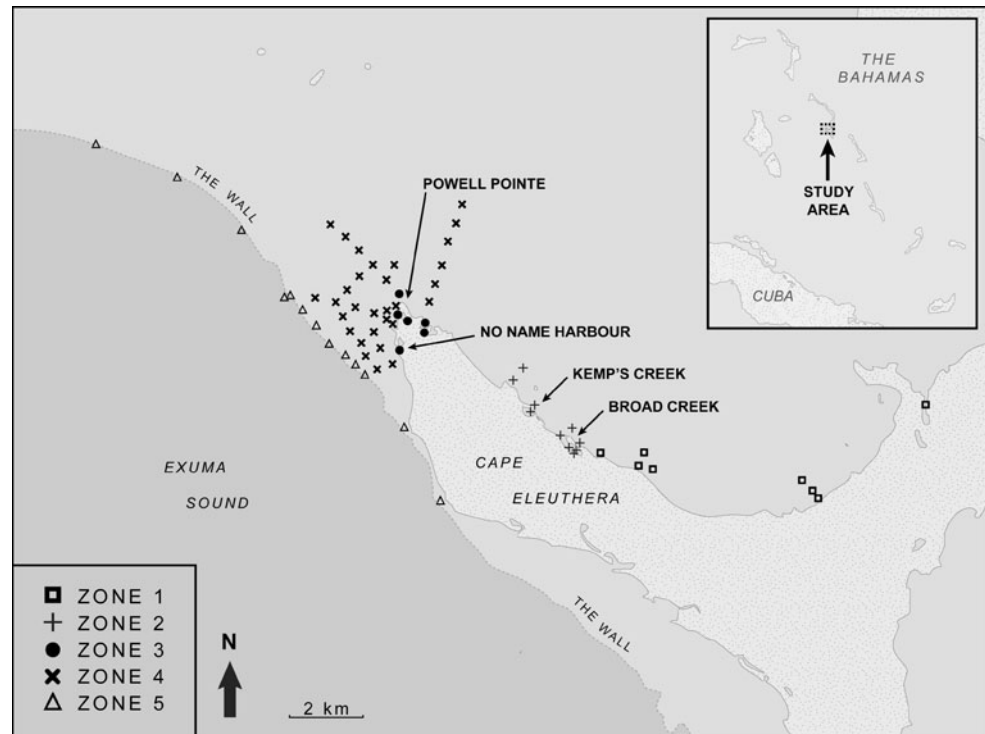 THE
BAHAMAS
STUDY
AREA
CUBA
THE WALL
POWELL POINTE
NO NAME HARBOUR
KEMP'S CREEK
BROAD CREEK
CAPE
ELEUTHERA
EXUMA
SOUND
THE WALL
ZONE 1
ZONE 2
ZONE 3
ZONE 4
ZONE 5
N
2 km